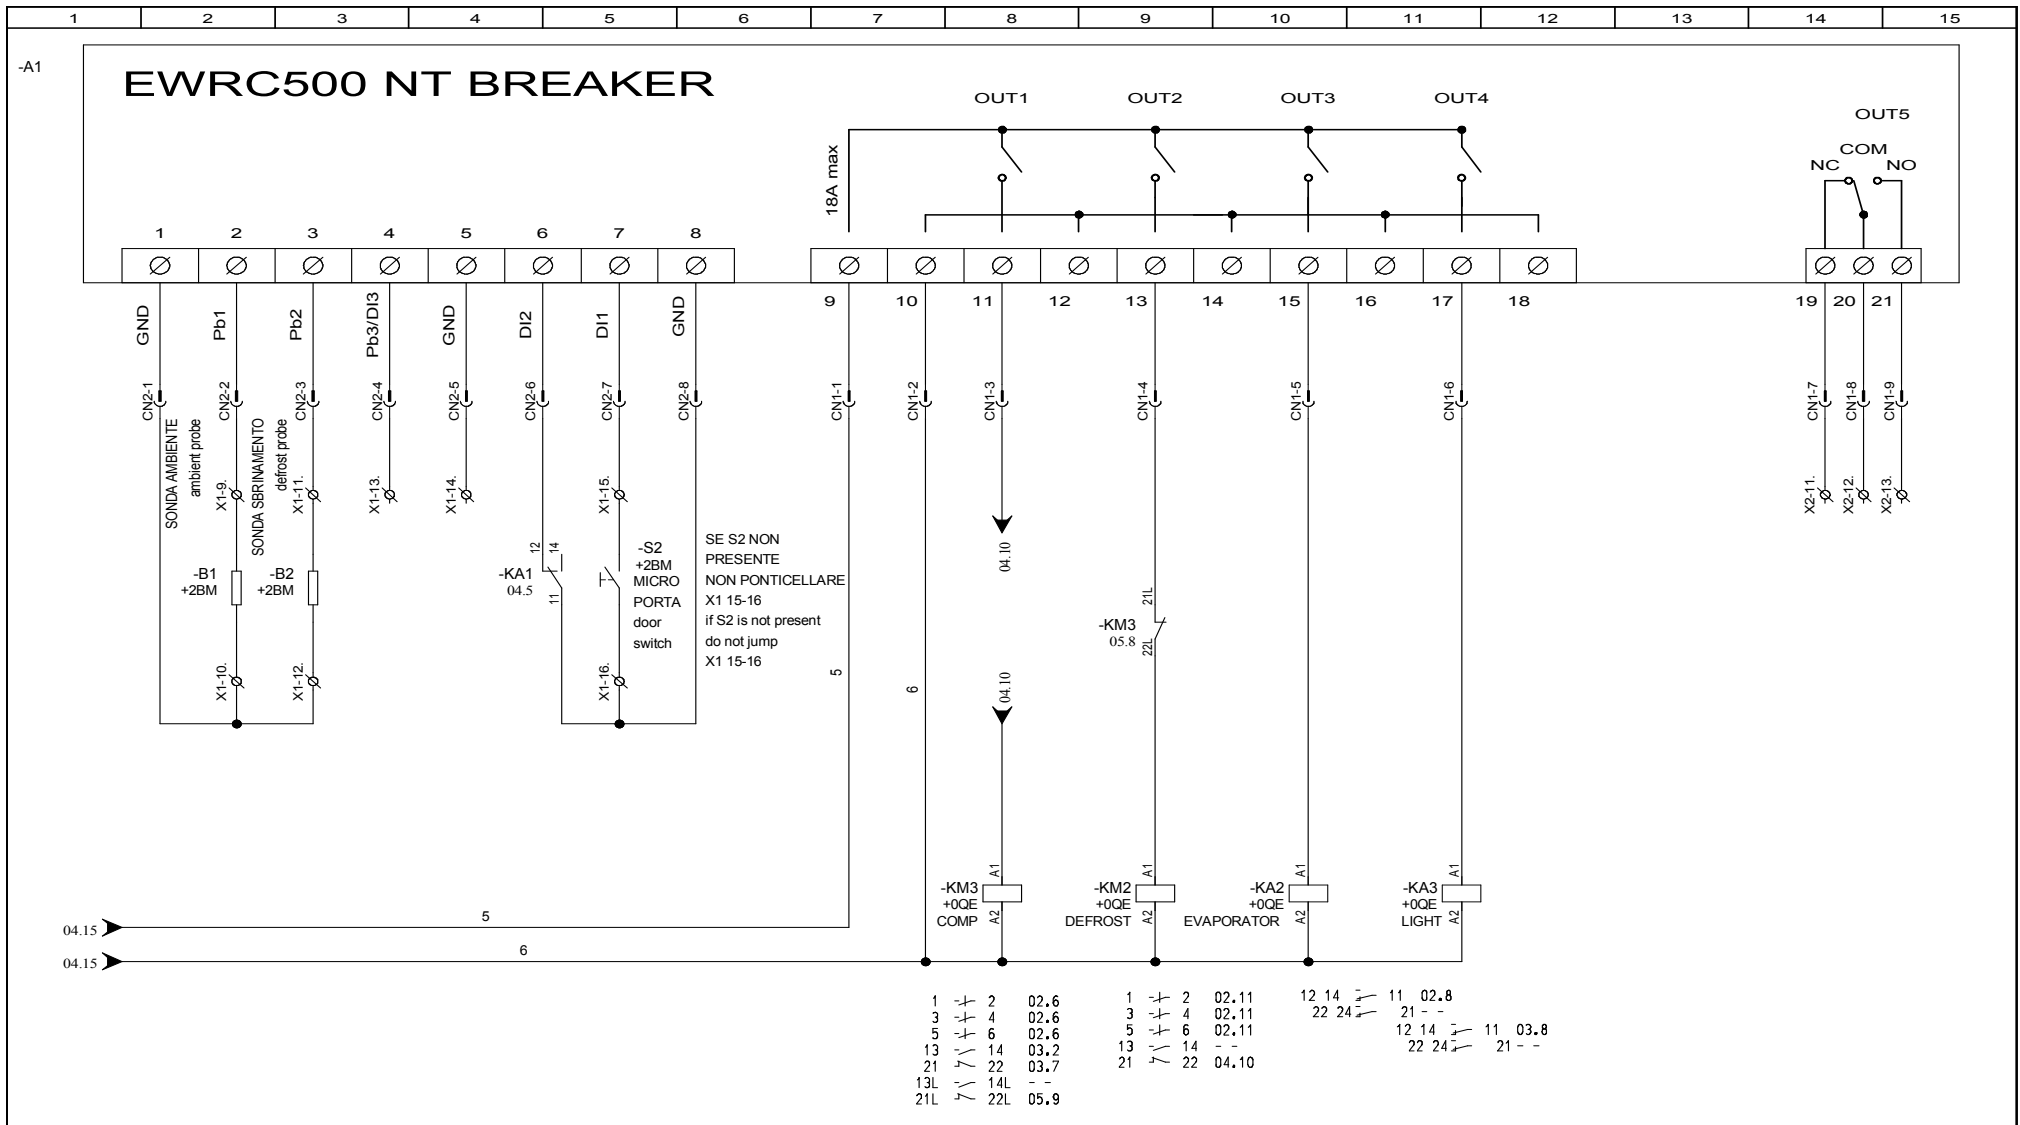 1 2 3 4 5 6 7 8 9 10 11 12 13 14 15
-A1
EWRC500 NT BREAKER
OUT1 OUT2 OUT3 OUT4
OUT5
COM
NC NO
18A max
1 2 3 4 5 6 7 8
9 10 11 12 13 14 15 16 17 18 19 20 21
GND Pb1 Pb2 Pb3/DI3 GND DI2 DI1 GND
CN2-1 CN2-2 CN2-3 CN2-4 CN2-5 CN2-6 CN2-7 CN2-8 CN1-1 CN1-2 CN1-3 CN1-4 CN1-5 CN1-6 CN1-7 CN1-8 CN1-9
SONDA AMBIENTE
ambient probe
SONDA SBRINAMENTO
defrost probe
X1-9. X1-11. X1-13. X1-14. X1-15. X2-11. X2-12. X2-13.
-B1
+2BM
-B2
+2BM
12 14
-KA1
04.5
11
-S2
+2BM
MICRO
PORTA
door
switch
SE S2 NON
PRESENTE
NON PONTICELLARE
X1 15-16
if S2 is not present
do not jump
X1 15-16
X1-10. X1-12. X1-16.
5
6
04.10
04.10
21L
-KM3
05.8
22L
-KM3
+0QE
COMP
A1
A2
-KM2
+0QE
DEFROST
A1
A2
-KA2
+0QE
EVAPORATOR
A1
A2
-KA3
+0QE
LIGHT
A1
A2
04.15 5
04.15 6
1 2 02.6
3 4 02.6
5 6 02.6
13 14 03.2
21 22 03.7
13L 14L - -
21L 22L 05.9
1 2 02.11
3 4 02.11
5 6 02.11
13 14 - -
21 22 04.10
12 14 11 02.8
22 24 21 - -
12 14 11 03.8
22 24 21 - -